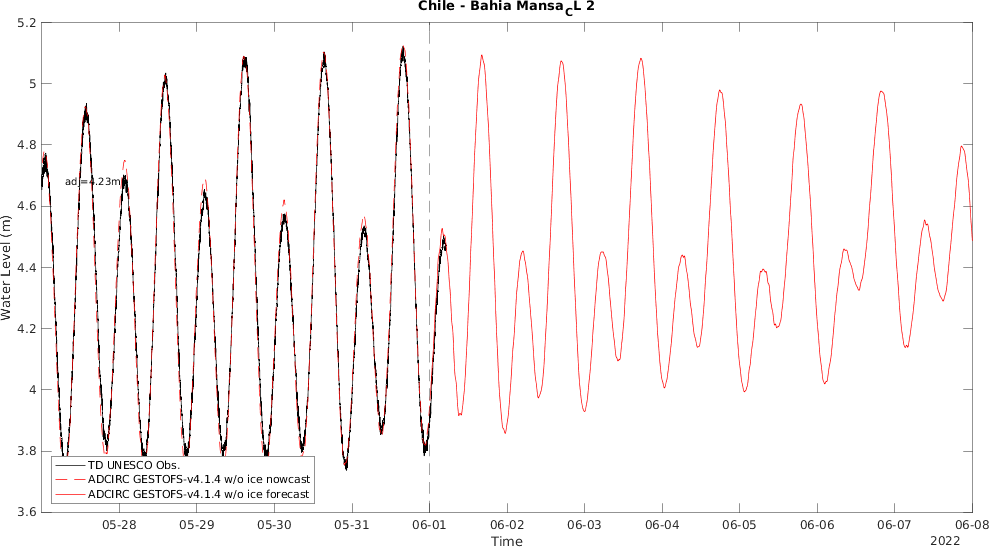 Chile - Bahia Mansa_CL 2
Water Level (m)
5.2
5
4.8
4.6
4.4
4.2
4
3.8
3.6
adj=4.23m
TD UNESCO Obs.
ADCIRC GESTOFS-v4.1.4 w/o ice nowcast
ADCIRC GESTOFS-v4.1.4 w/o ice forecast
05-28 05-29 05-30 05-31 06-01 06-02 06-03 06-04 06-05 06-06 06-07 06-08
Time
2022